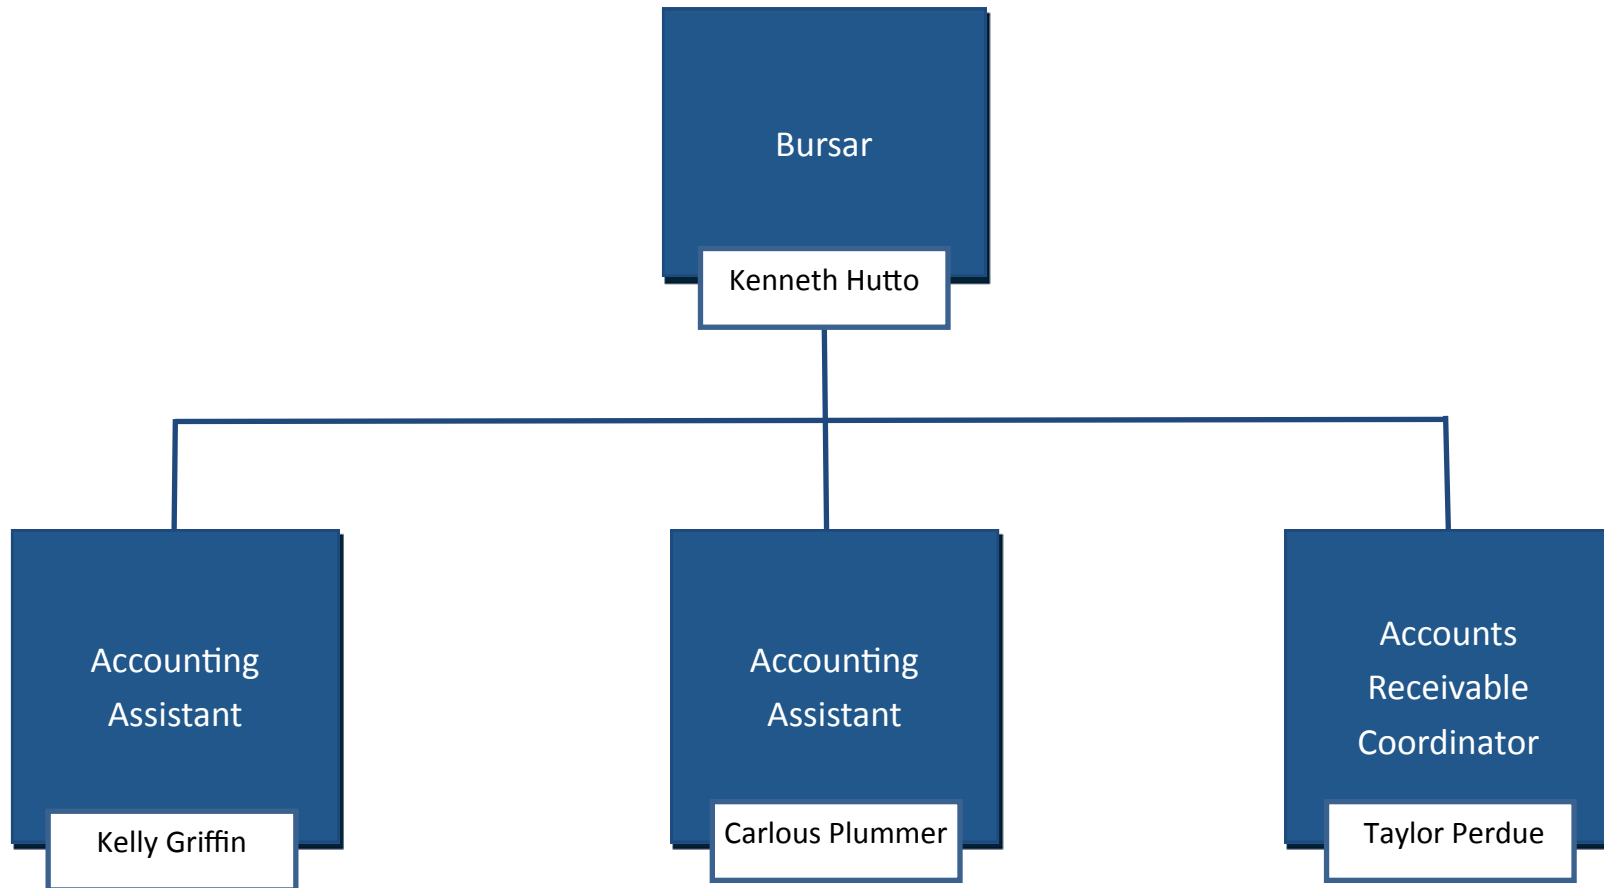 Bursar
Kenneth Hutto
Accounting
Assistant
Kelly Griffin
Accounting
Assistant
Carlous Plummer
Accounts
Receivable
Coordinator
Taylor Perdue